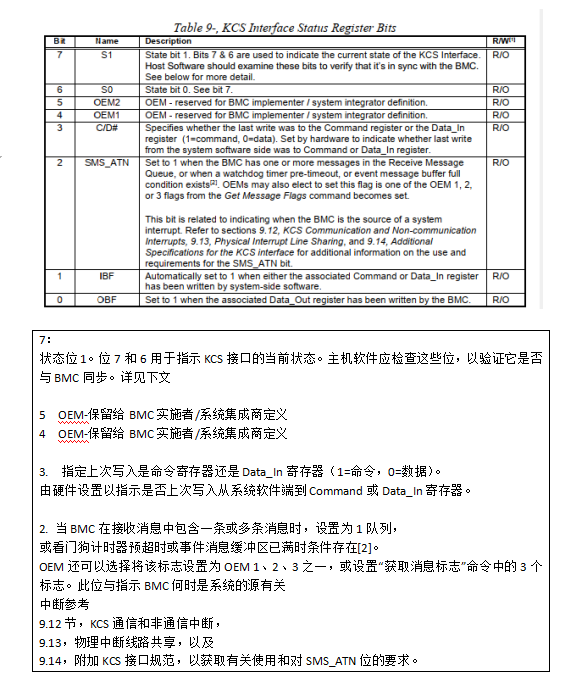 Table 9-, KCS Interface Status Register Bits
Bit Name Description R/W[1]
7 S1 State bit 1. Bits 7 & 6 are used to indicate the current state of the KCS Interface. R/O
Host Software should examine these bits to verify that it's in sync with the BMC.
See below for more detail.
6 S0 State bit 0. See bit 7. R/O
5 OEM2 OEM - reserved for BMC implementer / system integrator definition. R/O
4 OEM1 OEM - reserved for BMC implementer / system integrator definition. R/O
3 C/D# Specifies whether the last write was to the Command register or the Data_In R/O
register (1=command, 0=data). Set by hardware to indicate whether last write
from the system software side was to Command or Data_In register.
2 SMS_ATN Set to 1 when the BMC has one or more messages in the Receive Message R/O
Queue, or when a watchdog timer pre-timeout, or event message buffer full
condition exists[2]. OEMs may also elect to set this flag is one of the OEM 1, 2,
or 3 flags from the Get Message Flags command becomes set.
This bit is related to indicating when the BMC is the source of a system
interrupt. Refer to sections 9.12, KCS Communication and Non-communication
Interrupts, 9.13, Physical Interrupt Line Sharing, and 9.14, Additional
Specifications for the KCS interface for additional information on the use and
requirements for the SMS_ATN bit.
1 IBF Automatically set to 1 when either the associated Command or Data_In register R/O
has been written by system-side software.
0 OBF Set to 1 when the associated Data_Out register has been written by the BMC. R/O
7：
状态位 1。位 7 和 6 用于指示 KCS 接口的当前状态。主机软件应检查这些位，以验证它是否
与 BMC 同步。详见下文
5 OEM-保留给 BMC 实施者/系统集成商定义
4 OEM-保留给 BMC 实施者/系统集成商定义
3. 指定上次写入是命令寄存器还是 Data_In 寄存器（1=命令，0=数据）。
由硬件设置以指示是否上次写入从系统软件端到 Command 或 Data_In 寄存器。
2. 当 BMC 在接收消息中包含一条或多条消息时，设置为 1 队列，
或看门狗计时器预超时或事件消息缓冲区已满时条件存在[2]。
OEM 还可以选择将该标志设置为 OEM 1、2、3 之一，或设置“获取消息标志”命令中的 3 个
标志。此位与指示 BMC 何时是系统的源有关
中断参考
9.12 节，KCS 通信和非通信中断，
9.13，物理中断线路共享，以及
9.14，附加 KCS 接口规范，以获取有关使用和对 SMS_ATN 位的要求。